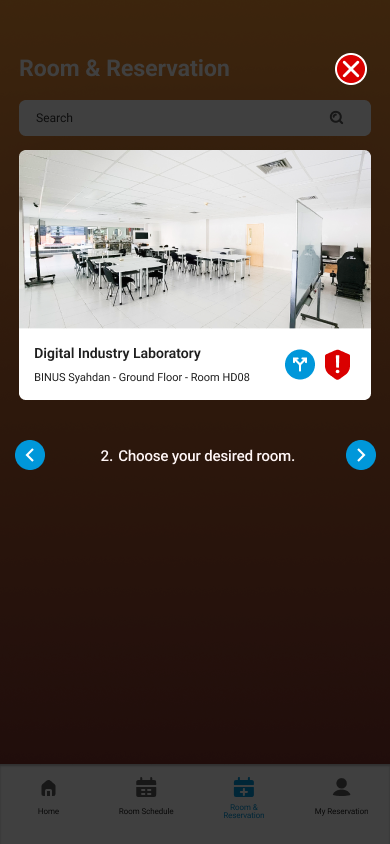 Room & Reservation
Search
Digital Industry Laboratory
BINUS Syahdan - Ground Floor - Room HD08
2. Choose your desired room.
Home
Room Schedule
Room &
Reservation
My Reservation